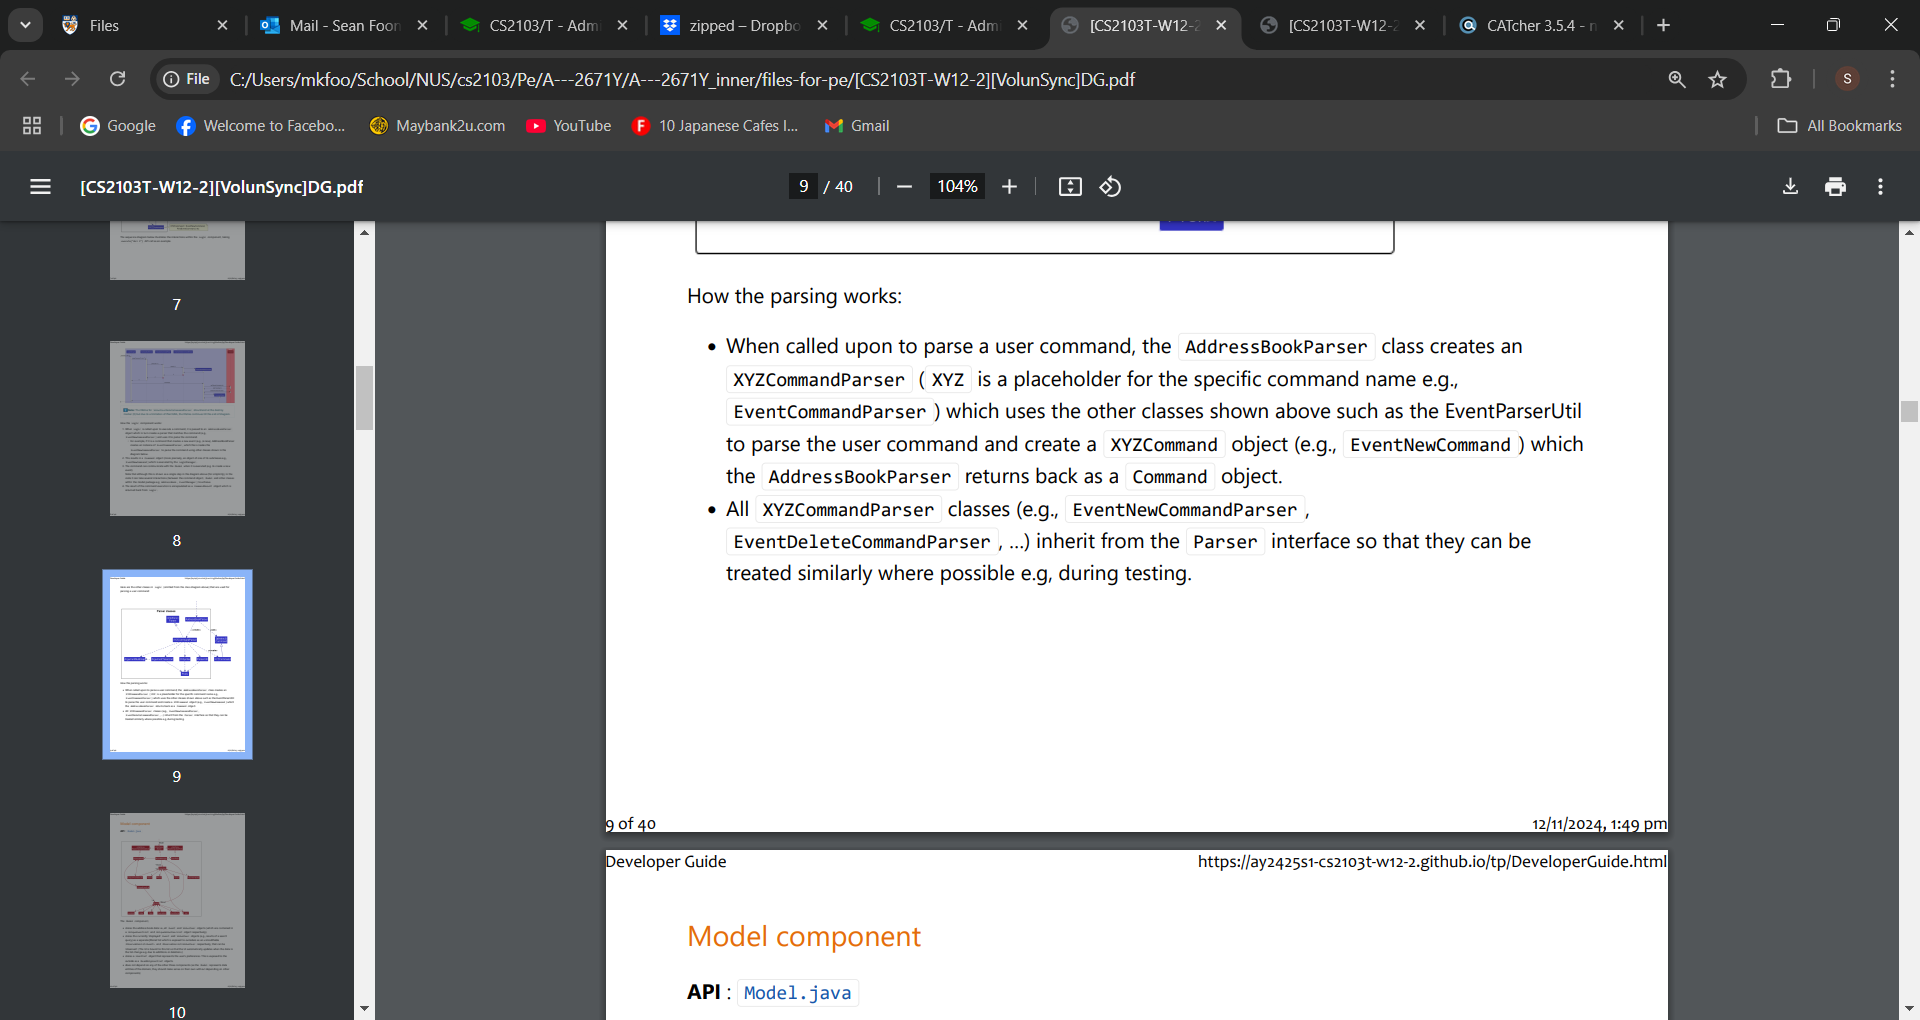 Files
Mail - Sean Foon
CS2103/T - Admi
zipped – Dropbo
CS2103/T - Admi
[CS2103T-W12-2
[CS2103T-W12-2
CATcher 3.5.4 - n
File
C:/Users/mkfoo/School/NUS/cs2103/Pe/A---2671Y/A---2671Y_inner/files-for-pe/[CS2103T-W12-2][VolunSync]DG.pdf
S
Google
Welcome to Facebo...
Maybank2u.com
YouTube
10 Japanese Cafes I...
Gmail
All Bookmarks
[CS2103T-W12-2][VolunSync]DG.pdf
9 / 40
104%
7
8
9
10
How the parsing works:
• When called upon to parse a user command, the AddressBookParser class creates an
XYZCommandParser ( XYZ is a placeholder for the specific command name e.g.,
EventCommandParser ) which uses the other classes shown above such as the EventParserUtil
to parse the user command and create a XYZCommand object (e.g., EventNewCommand ) which
the AddressBookParser returns back as a Command object.
• All XYZCommandParser classes (e.g., EventNewCommandParser ,
EventDeleteCommandParser , ...) inherit from the Parser interface so that they can be
treated similarly where possible e.g, during testing.
9 of 40
12/11/2024, 1:49 pm
Developer Guide
https://ay2425s1-cs2103t-w12-2.github.io/tp/DeveloperGuide.html
Model component
API : Model.java